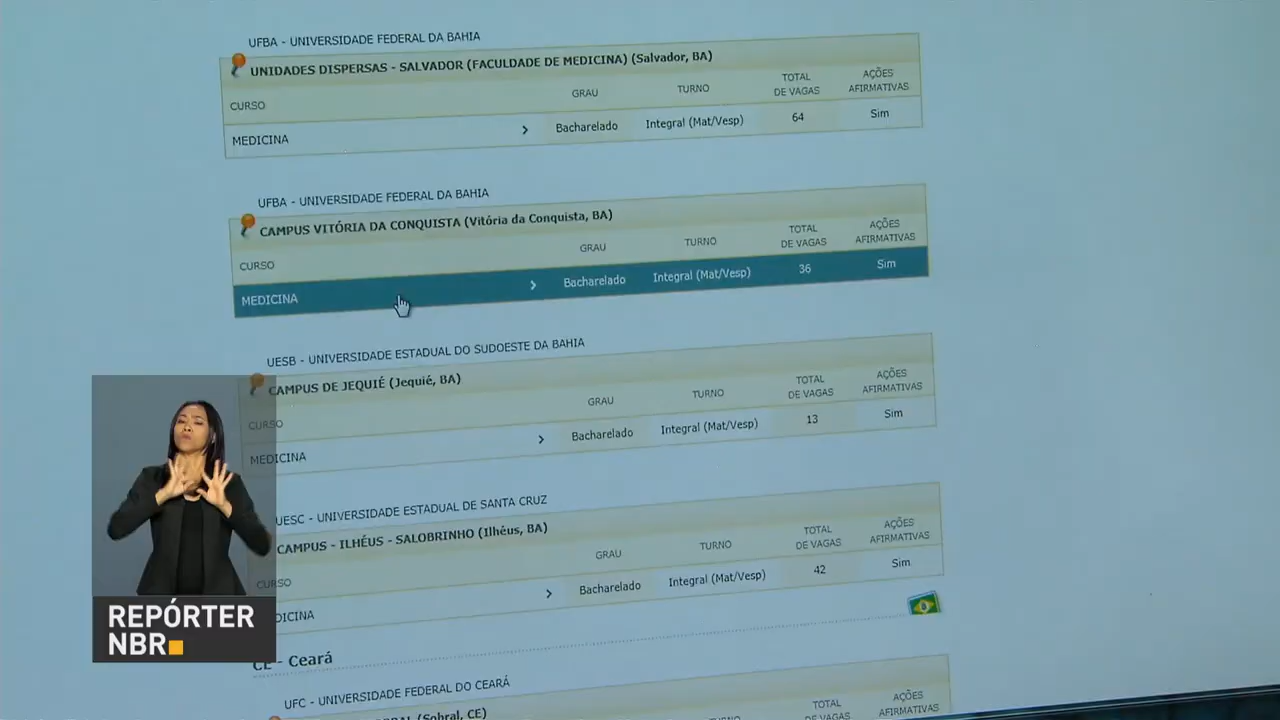 UFBA - UNIVERSIDADE FEDERAL DA BAHIA
UNIDADES DISPERSAS - SALVADOR (FACULDADE DE MEDICINA) (Salvador, BA)
CURSO GRAU TURNO TOTAL DE VAGAS AÇÕES AFIRMATIVAS
MEDICINA Bacharelado Integral (Mat/Vesp) 64 Sim
UFBA - UNIVERSIDADE FEDERAL DA BAHIA
CAMPUS VITÓRIA DA CONQUISTA (Vitória da Conquista, BA)
CURSO GRAU TURNO TOTAL DE VAGAS AÇÕES AFIRMATIVAS
MEDICINA Bacharelado Integral (Mat/Vesp) 36 Sim
UESB - UNIVERSIDADE ESTADUAL DO SUDOESTE DA BAHIA
CAMPUS DE JEQUIÉ (Jequié, BA)
CURSO GRAU TURNO TOTAL DE VAGAS AÇÕES AFIRMATIVAS
MEDICINA Bacharelado Integral (Mat/Vesp) 13 Sim
UESC - UNIVERSIDADE ESTADUAL DE SANTA CRUZ
CAMPUS - ILHÉUS - SALOBRINHO (Ilhéus, BA)
CURSO GRAU TURNO TOTAL DE VAGAS AÇÕES AFIRMATIVAS
DICINA Bacharelado Integral (Mat/Vesp) 42 Sim
CE - Ceará
UFC - UNIVERSIDADE FEDERAL DO CEARÁ
(Sobral, CE)
TOTAL DE VAGAS AÇÕES AFIRMATIVAS
REPÓRTER
NBR